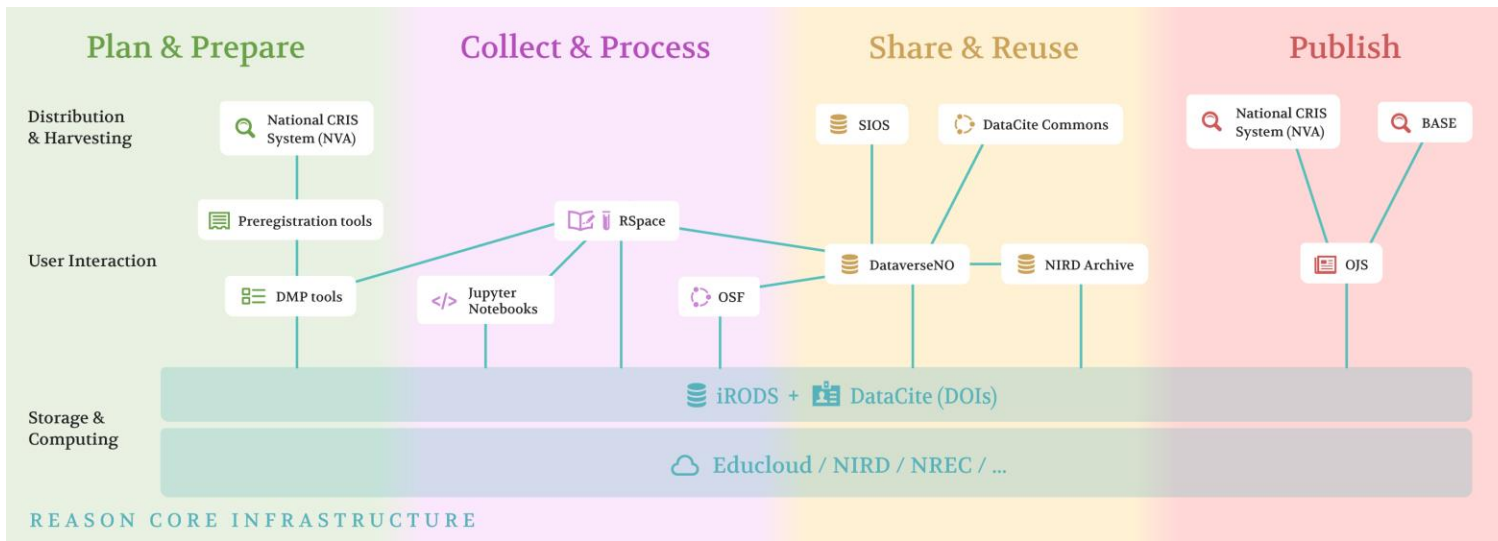 Plan & Prepare
Collect & Process
Share & Reuse
Publish
Distribution
& Harvesting
National CRIS
System (NVA)
SIOS
DataCite Commons
National CRIS
System (NVA)
BASE
User Interaction
Preregistration tools
RSpace
DMP tools
</>
Jupyter
Notebooks
OSF
DataverseNO
NIRD Archive
OJS
Storage &
Computing
iRODS + DataCite (DOIs)
Educloud / NIRD / NREC / ...
REASON CORE INFRASTRUCTURE